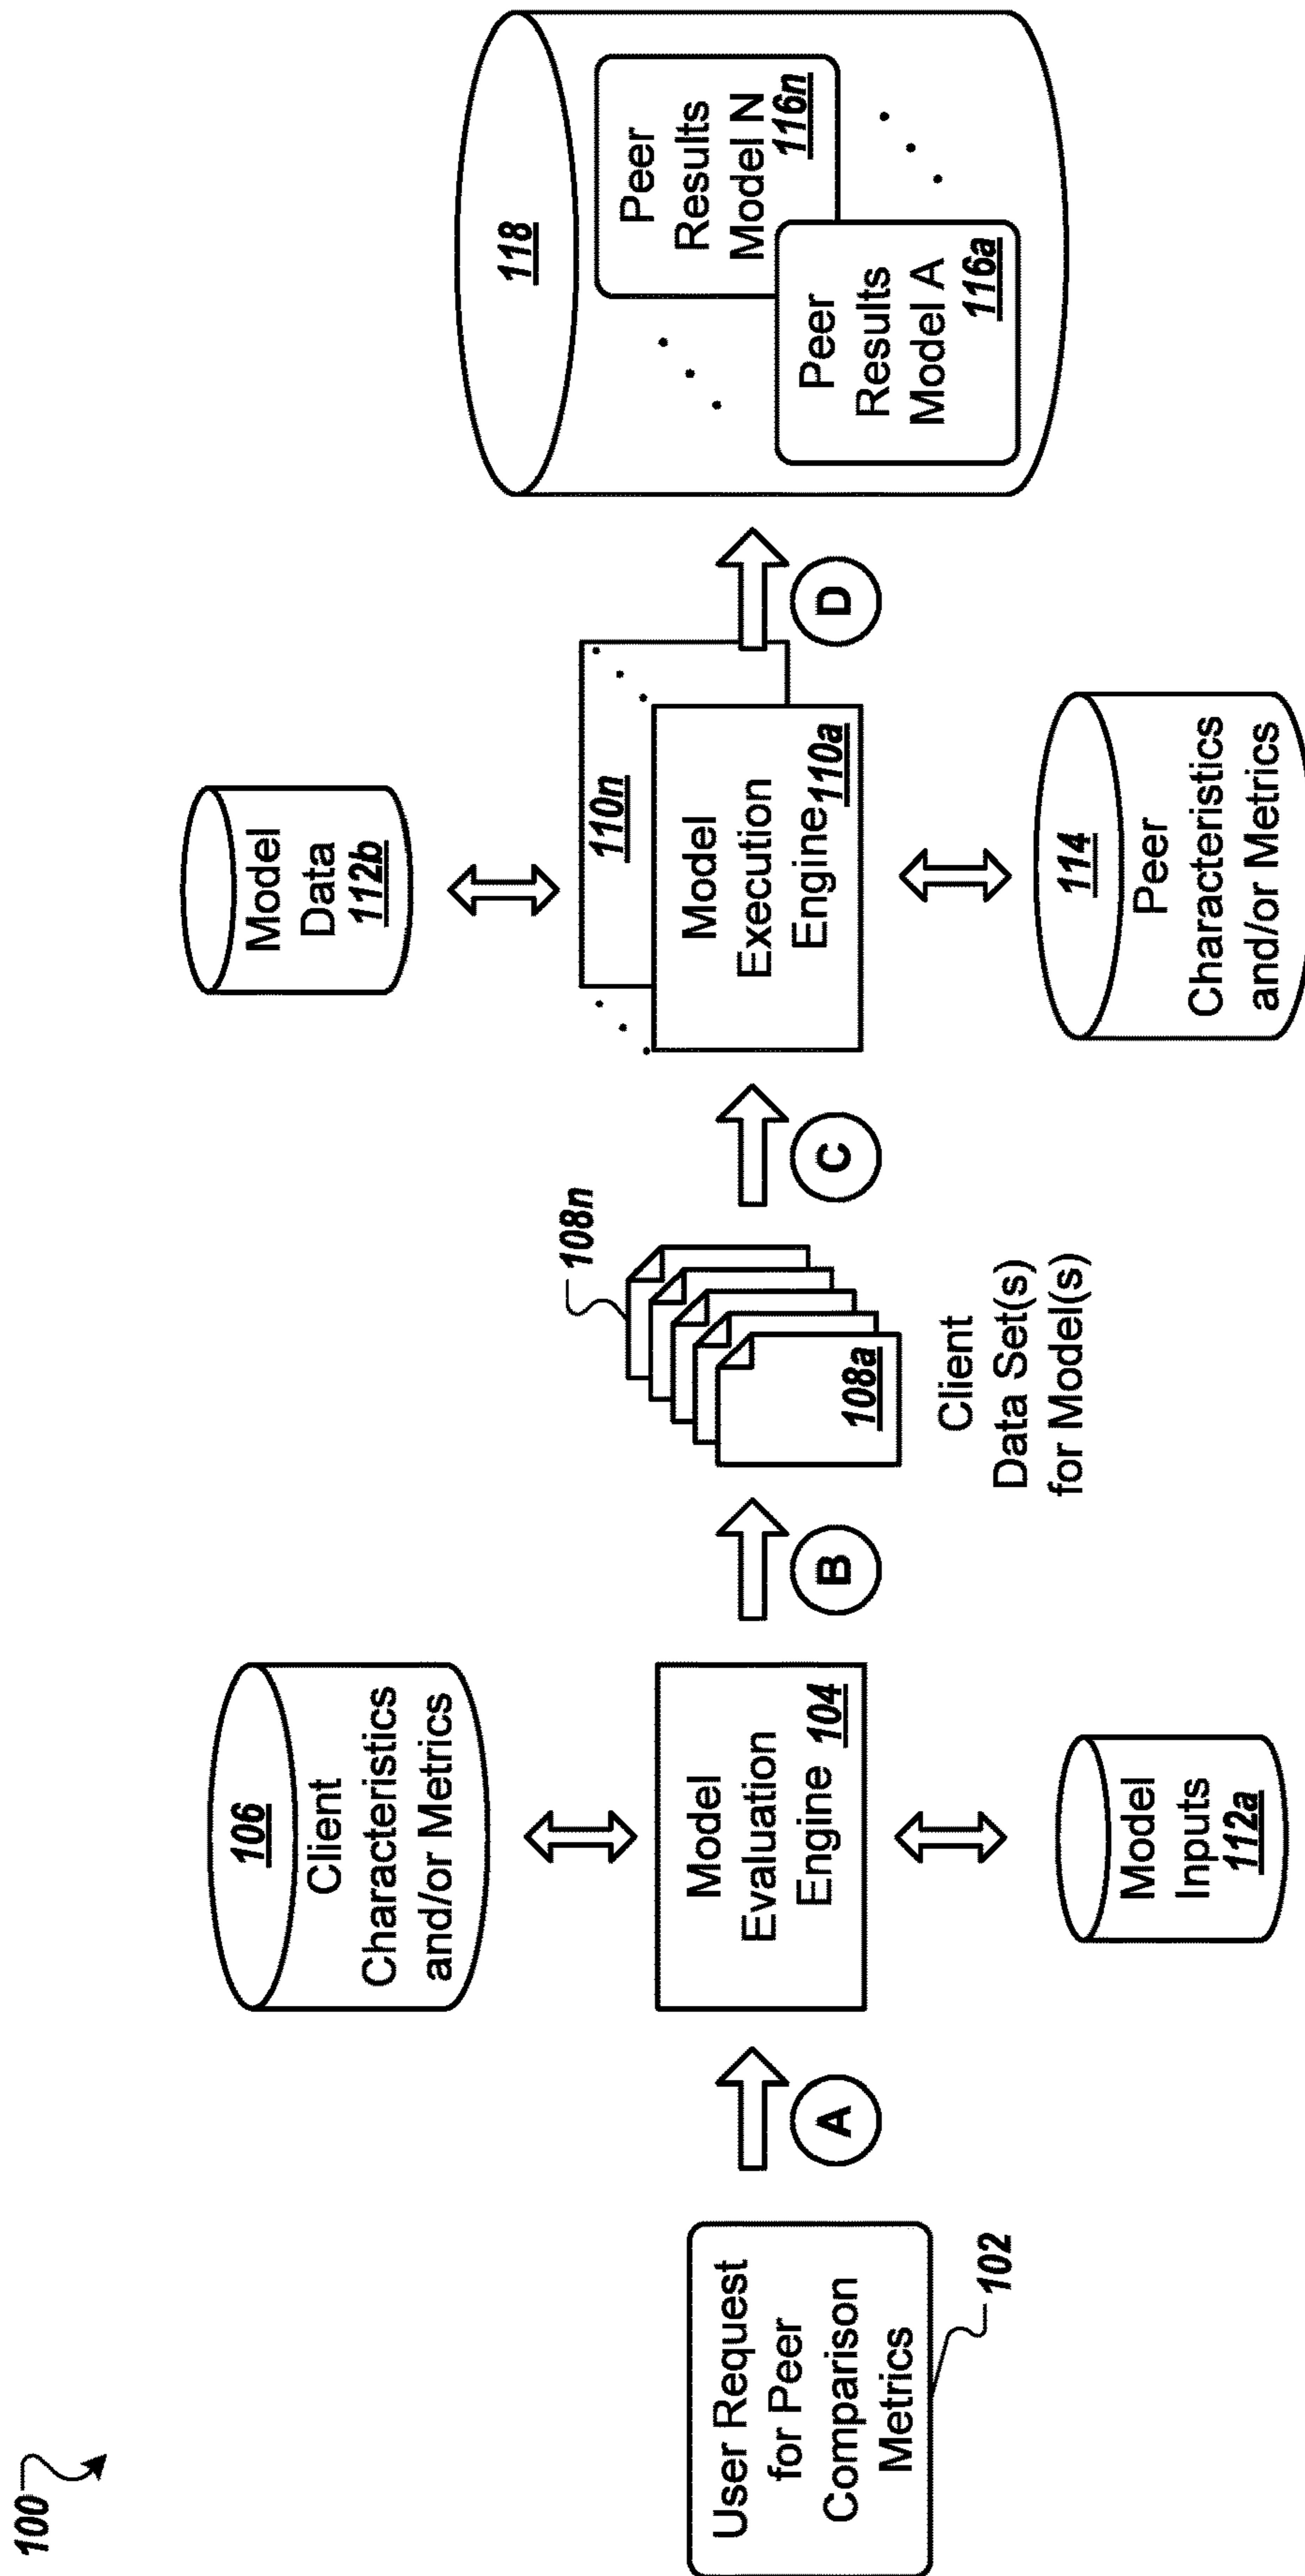 100
User Request
for Peer
Comparison
Metrics
102
A
106
Client
Characteristics
and/or Metrics
Model
Evaluation
Engine 104
Model
Inputs
112a
B
108n
108a
Client
Data Set(s)
for Model(s)
C
Model
Data
112b
110n
Model
Execution
Engine 110a
114
Peer
Characteristics
and/or Metrics
D
118
Peer
Results
Model N
116n
Peer
Results
Model A
116a